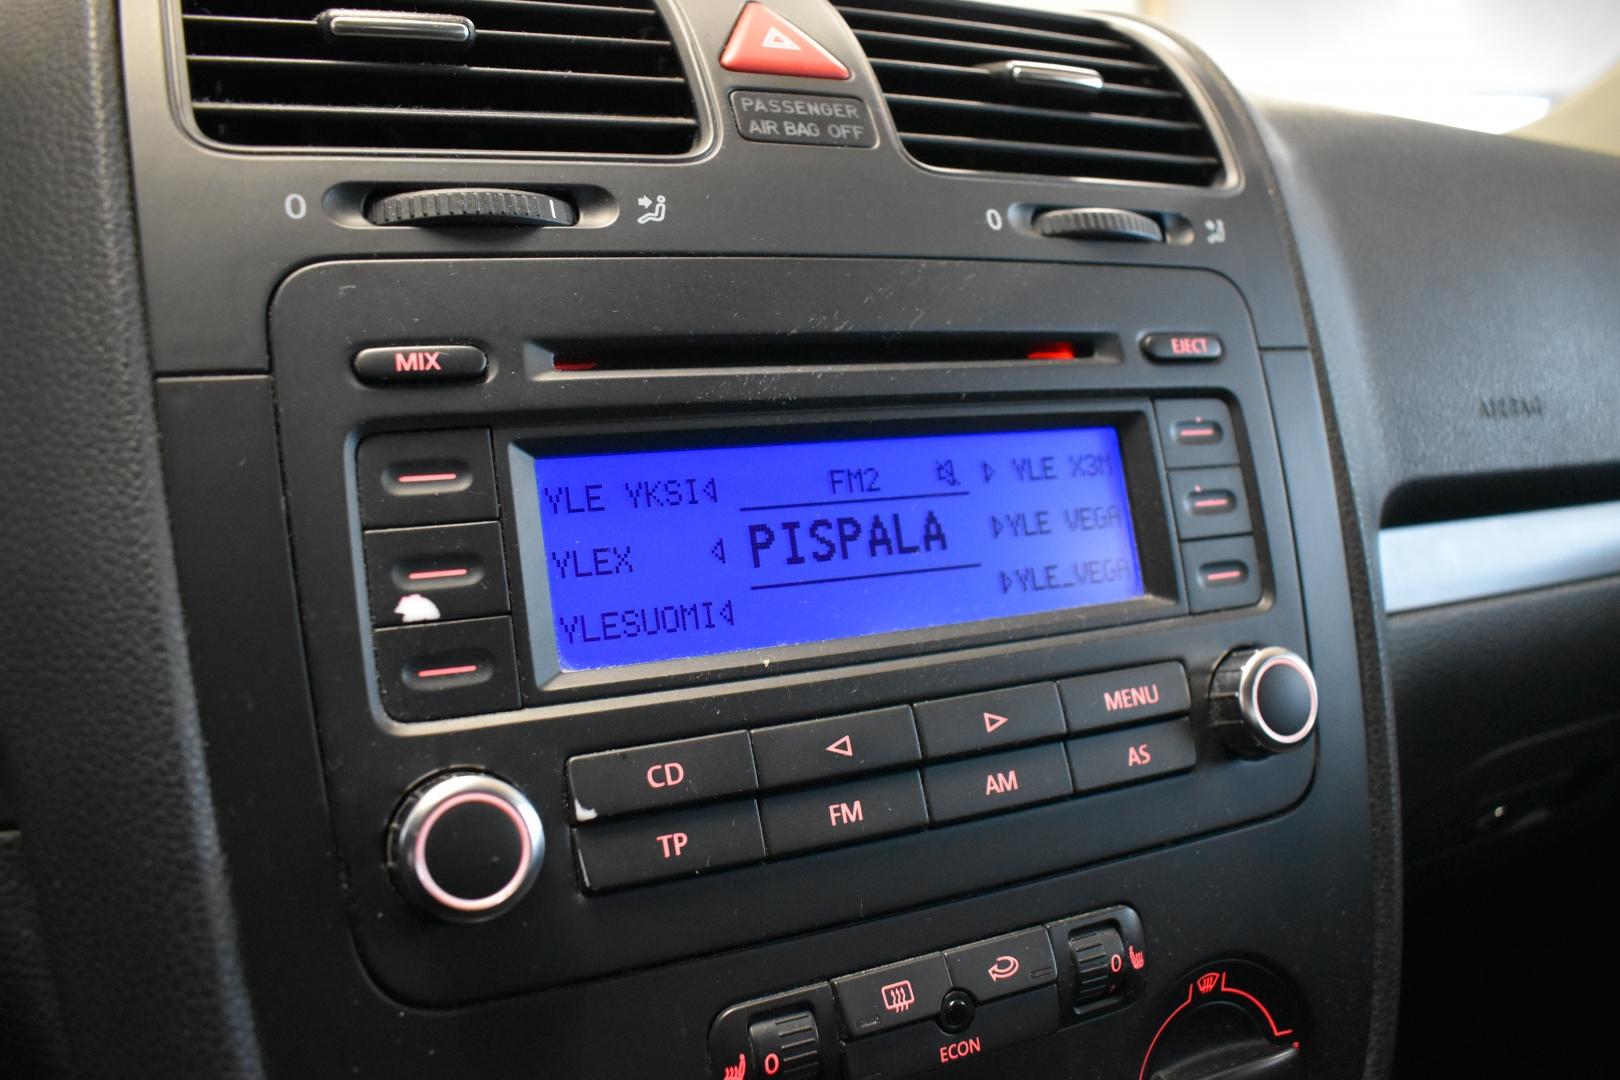 PASSENGER
AIR BAG OFF
0
0
MIX
EJECT
AIRBAG
YLE YKSI
FM2
YLE X3M
YLEX
PISPALA
YLE VEGA
YLESUOMI
YLE_VEGA
CD
MENU
TP
FM
AM
AS
0
ECON
0